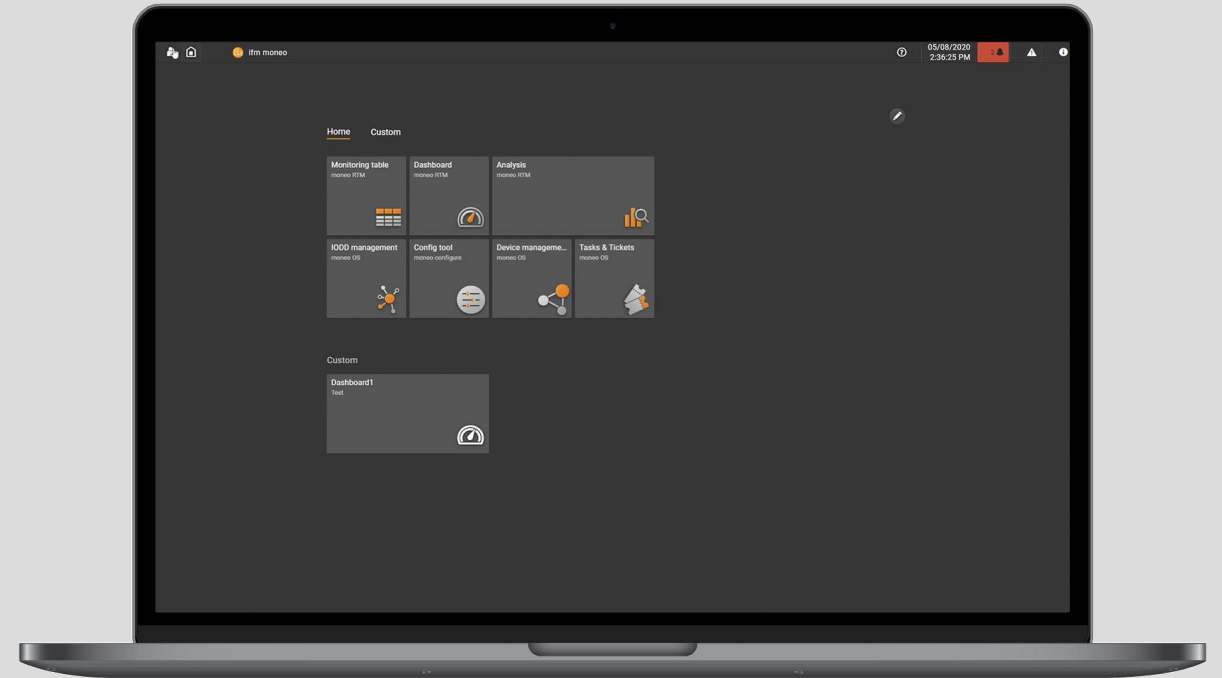 ifm moneo
05/08/2020
2:36:25 PM
2
Home Custom
Monitoring table
moneo RTM
Dashboard
moneo RTM
Analysis
moneo RTM
IODD management
moneo OS
Config tool
moneo configure
Device manageme...
moneo OS
Tasks & Tickets
moneo OS
Custom
Dashboard1
Test